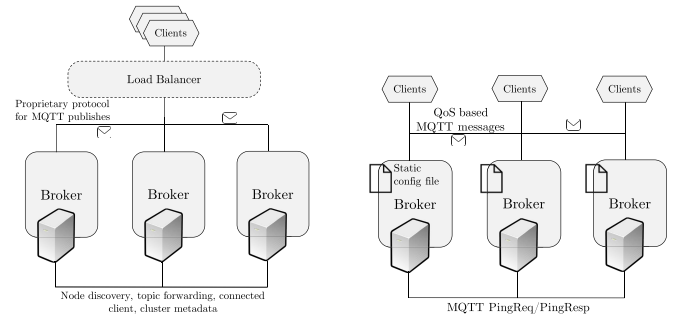 Clients
Load Balancer
Proprietary protocol
for MQTT publishes
Broker
Broker
Broker
Node discovery, topic forwarding, connected
client, cluster metadata
Clients
Clients
Clients
QoS based
MQTT messages
Static
config file
Broker
Broker
Broker
MQTT PingReq/PingResp